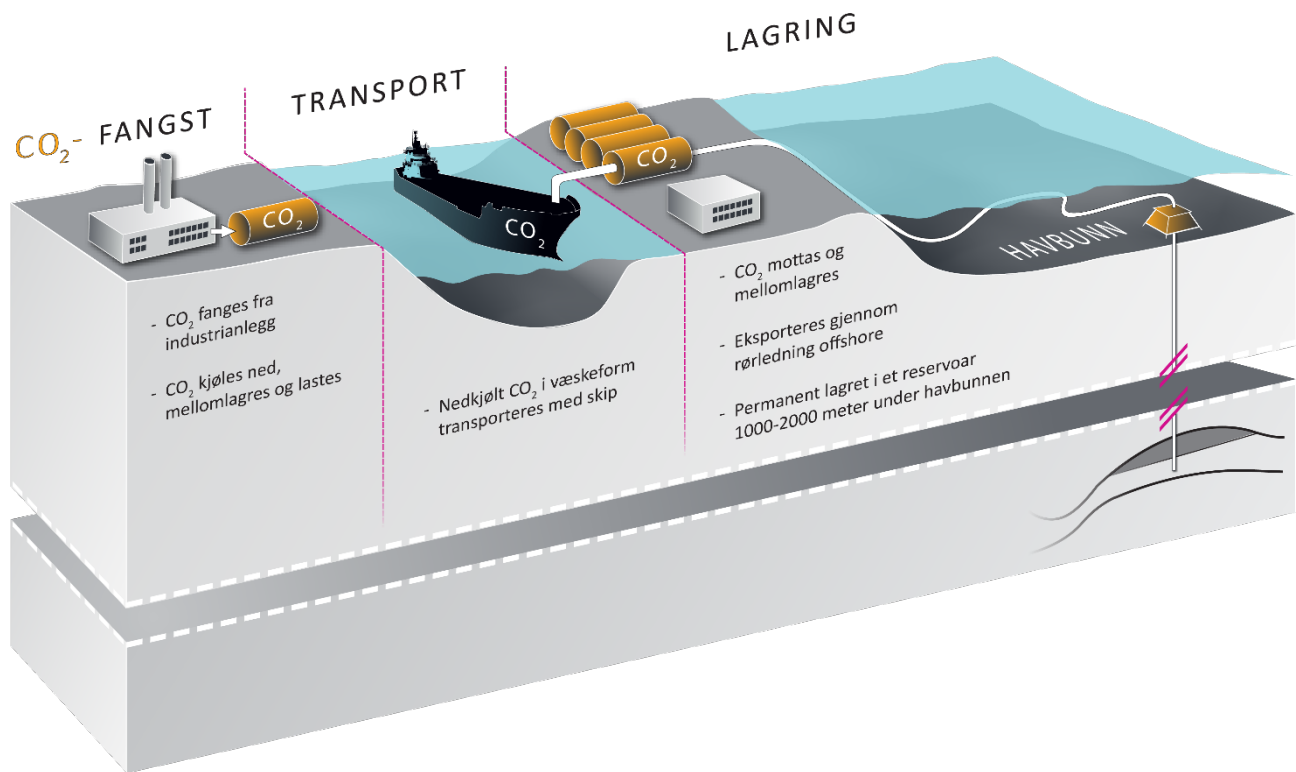 CO₂- FANGST
TRANSPORT
LAGRING
CO₂
CO₂
CO₂
HAVBUNN
- CO₂ fanges fra
industrianlegg
- CO₂ kjøles ned,
mellomlagres og lastes
- Nedkjølt CO₂ i væskeform
transporteres med skip
- CO₂ mottas og
mellomlagres
- Eksporteres gjennom
rørledning offshore
- Permanent lagret i et reservoar
1000-2000 meter under havbunnen